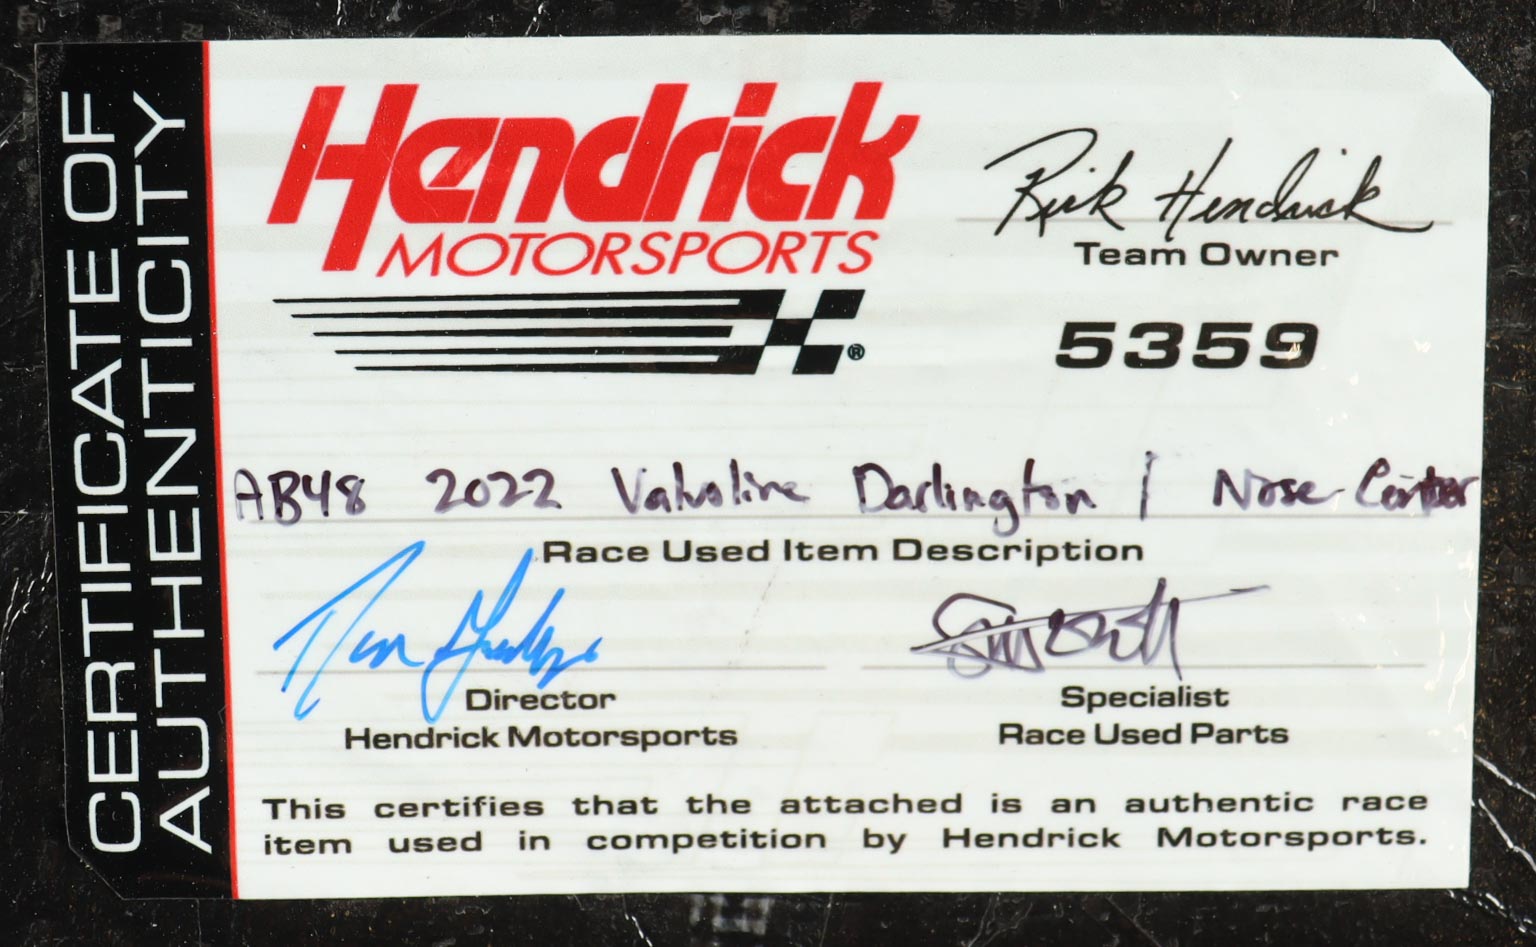 CERTIFICATE OF
AUTHENTICITY
Hendrick
MOTORSPORTS
®
Rick Hendrick
Team Owner
5359
AB48 2022 Valvoline Darlington | Nose Center
Race Used Item Description
Director
Hendrick Motorsports
Specialist
Race Used Parts
This certifies that the attached is an authentic race
item used in competition by Hendrick Motorsports.